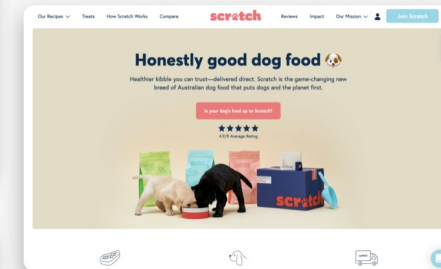 Our Recipes
Treats
How Scratch Works
Compare
scratch
Reviews
Impact
Our Mission
Join Scratch
Honestly good dog food
Healthier kibble you can trust—delivered direct. Scratch is the game-changing new
breed of Australian dog food that puts dogs and the planet first.
Is your dog's food up to Scratch?
4.9/5 Average Rating
scratch